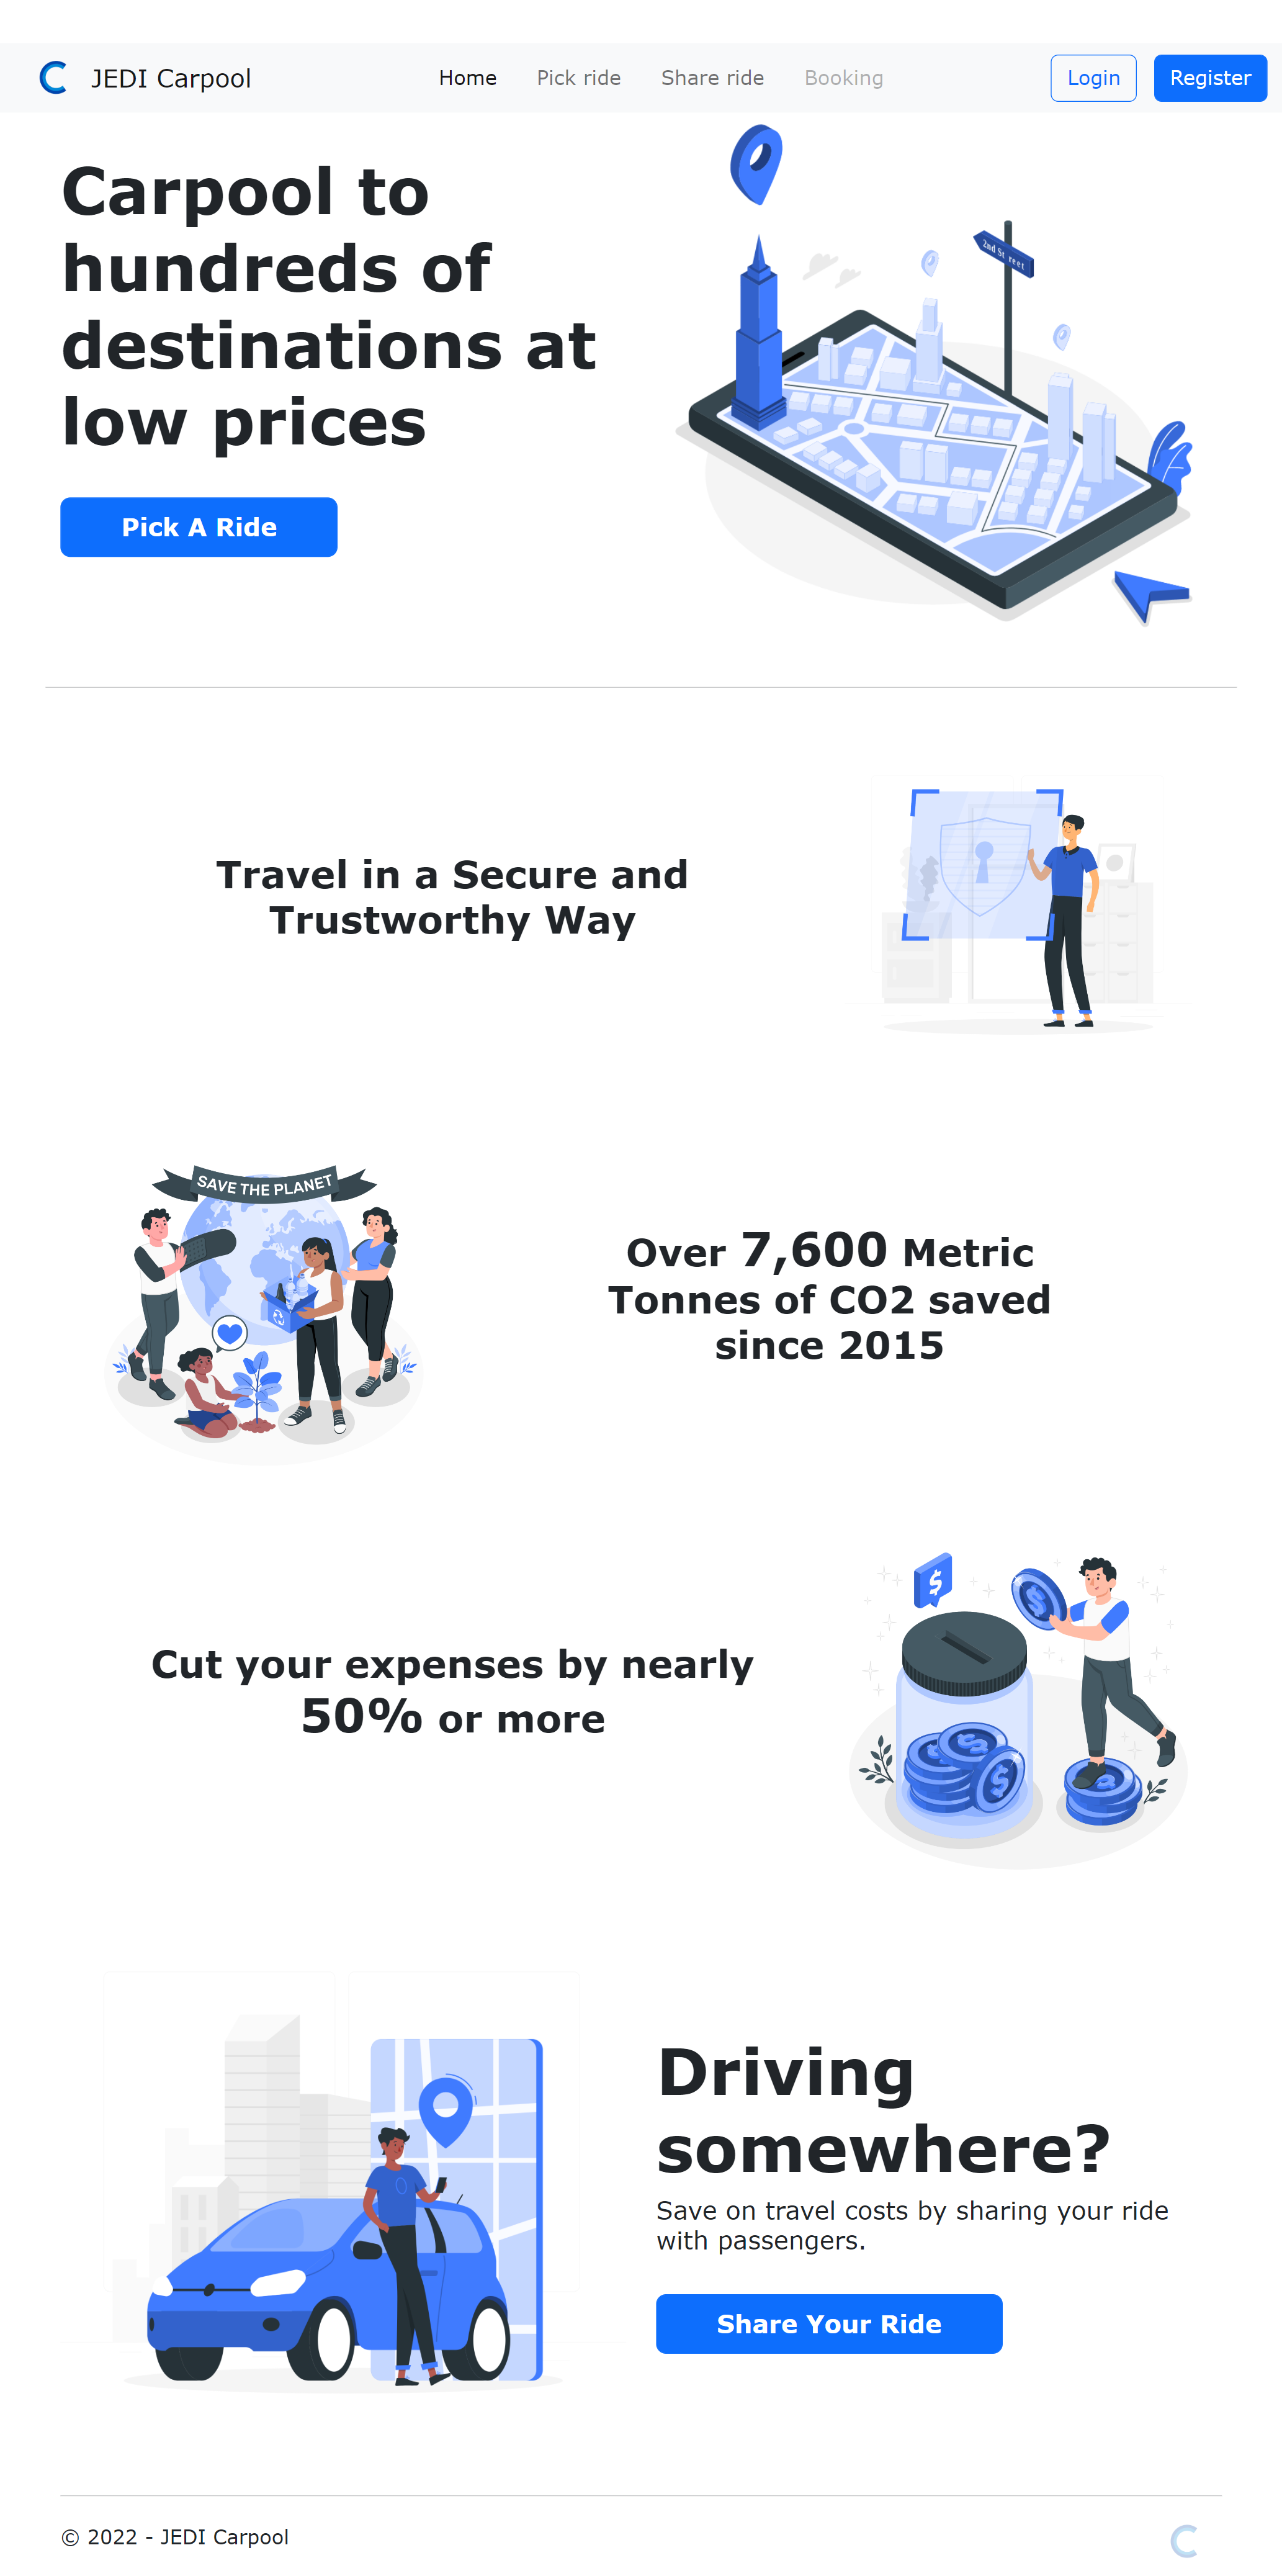 JEDI Carpool
Home
Pick ride
Share ride
Booking
Login
Register
Carpool to
hundreds of
destinations at
low prices
Pick A Ride
2nd Street
Travel in a Secure and
Trustworthy Way
SAVE THE PLANET
Over 7,600 Metric
Tonnes of CO2 saved
since 2015
$
$
Cut your expenses by nearly
50% or more
$
Driving
somewhere?
Save on travel costs by sharing your ride
with passengers.
Share Your Ride
© 2022 - JEDI Carpool